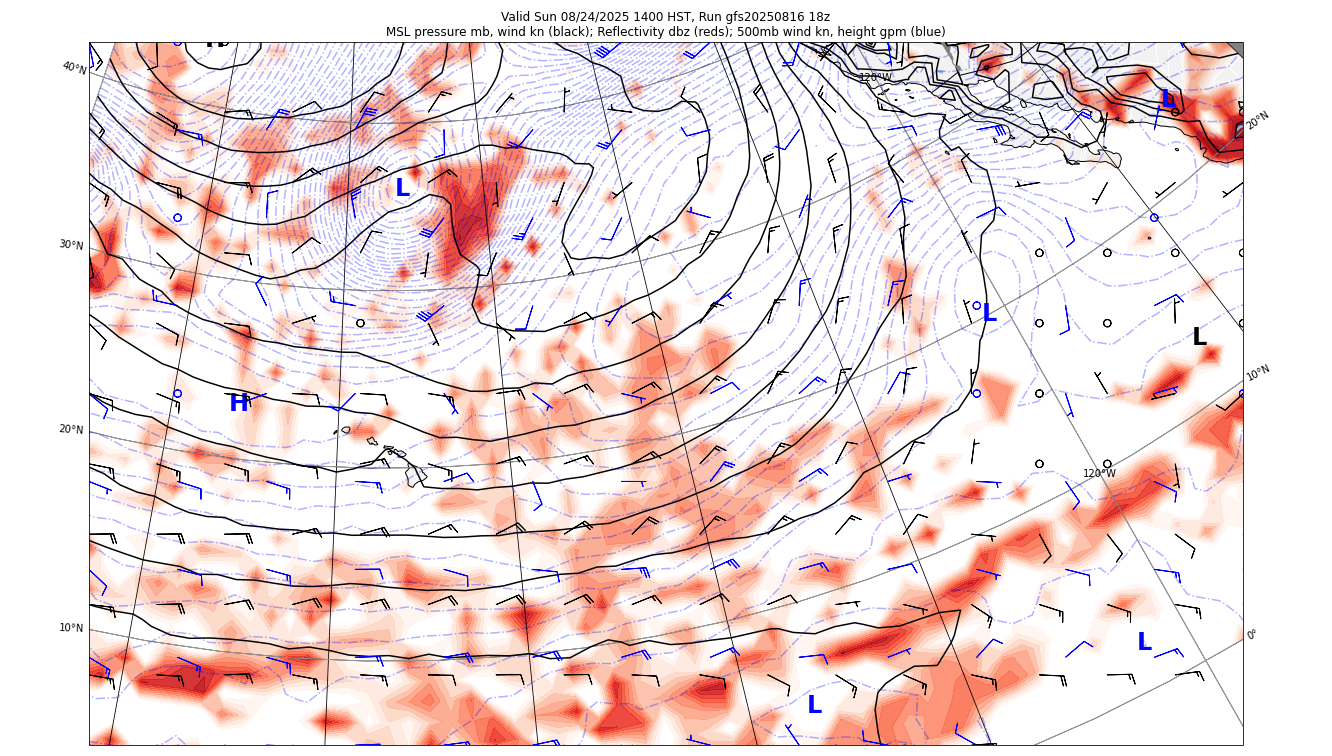 Valid Sun 08/24/2025 1400 HST, Run gfs20250816 18z
MSL pressure mb, wind kn (black); Reflectivity dbz (reds); 500mb wind kn, height gpm (blue)
H
40°N
120°W
L
20°N
L
30°N
L
L
10°N
H
20°N
120°W
10°N
0°
L
L